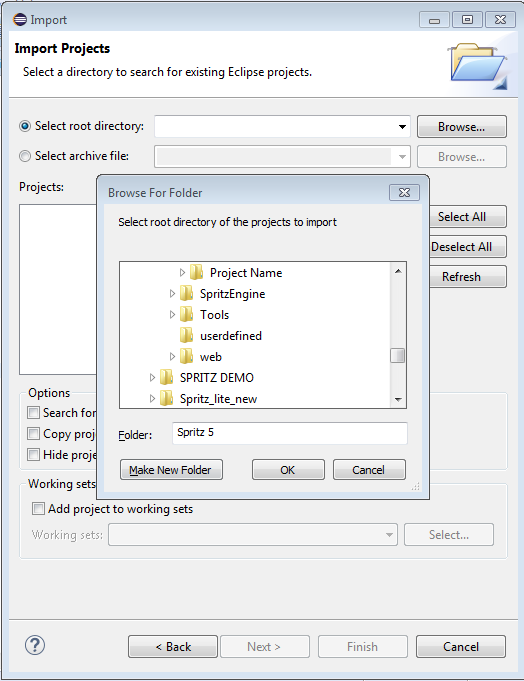 Import
Import Projects
Select a directory to search for existing Eclipse projects.
Select root directory:
Browse...
Select archive file:
Browse...
Projects:
Select All
Deselect All
Refresh
Browse For Folder
Select root directory of the projects to import
Project Name
SpritzEngine
Tools
userdefined
web
SPRITZ DEMO
Spritz_lite_new
Folder: Spritz 5
Make New Folder OK Cancel
Options
Search for
Copy proj
Hide proje
Working sets
Add project to working sets
Working sets: Select...
? < Back Next > Finish Cancel